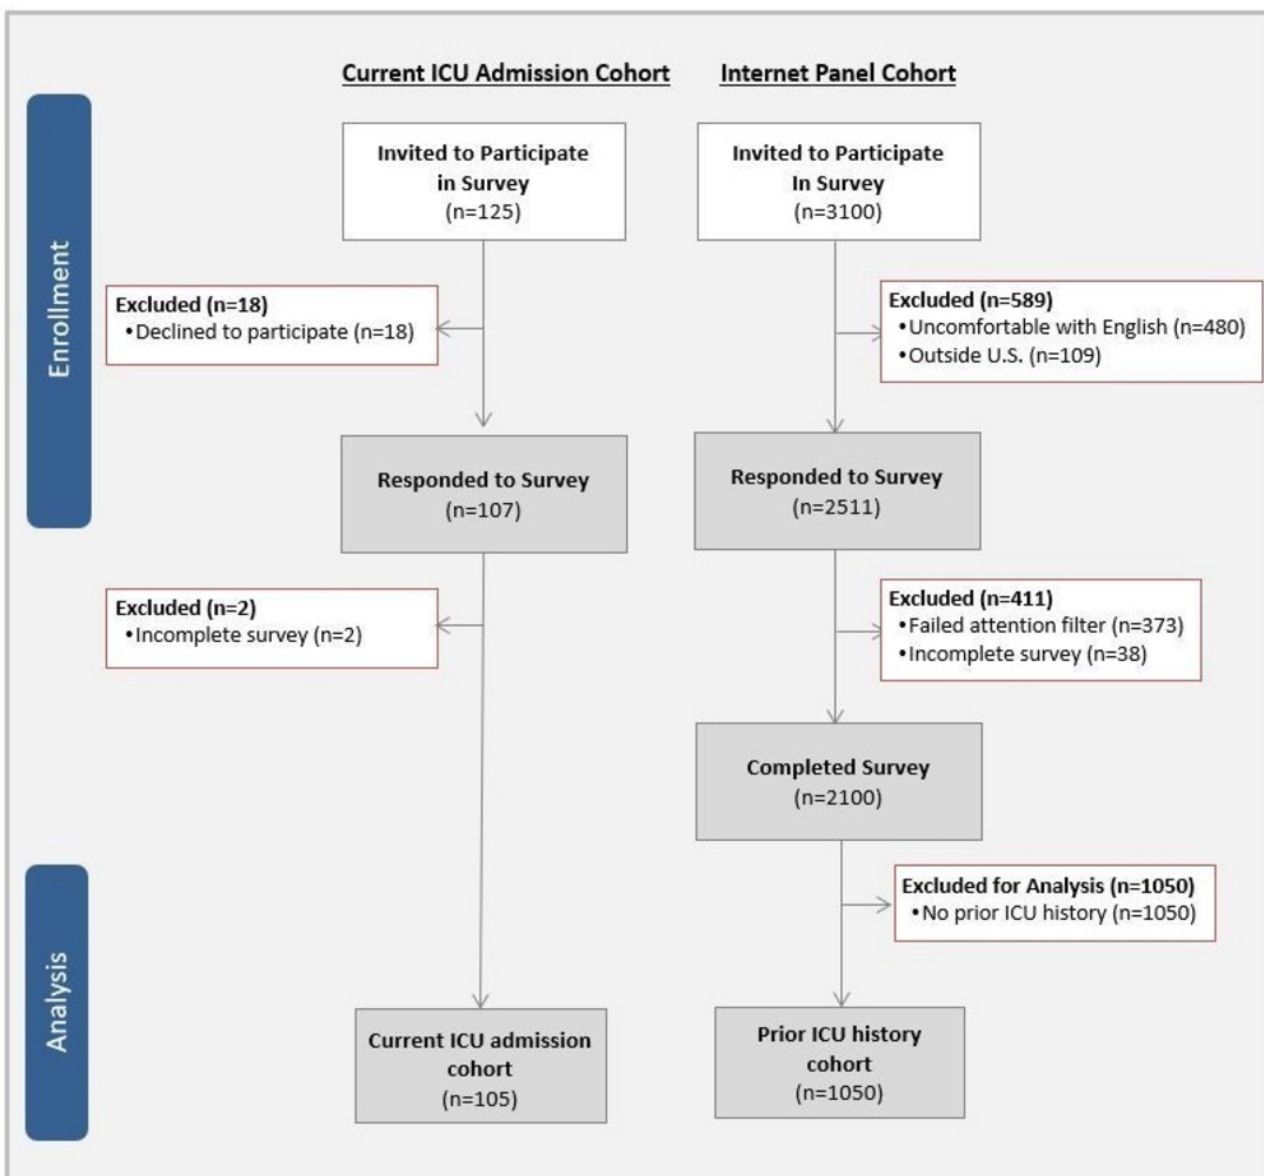 Current ICU Admission Cohort
Internet Panel Cohort
Enrollment
Invited to Participate
in Survey
(n=125)
Invited to Participate
In Survey
(n=3100)
Excluded (n=18)
•Declined to participate (n=18)
Excluded (n=589)
•Uncomfortable with English (n=480)
•Outside U.S. (n=109)
Responded to Survey
(n=107)
Responded to Survey
(n=2511)
Excluded (n=2)
•Incomplete survey (n=2)
Excluded (n=411)
•Failed attention filter (n=373)
•Incomplete survey (n=38)
Completed Survey
(n=2100)
Analysis
Excluded for Analysis (n=1050)
•No prior ICU history (n=1050)
Current ICU admission
cohort
(n=105)
Prior ICU history
cohort
(n=1050)